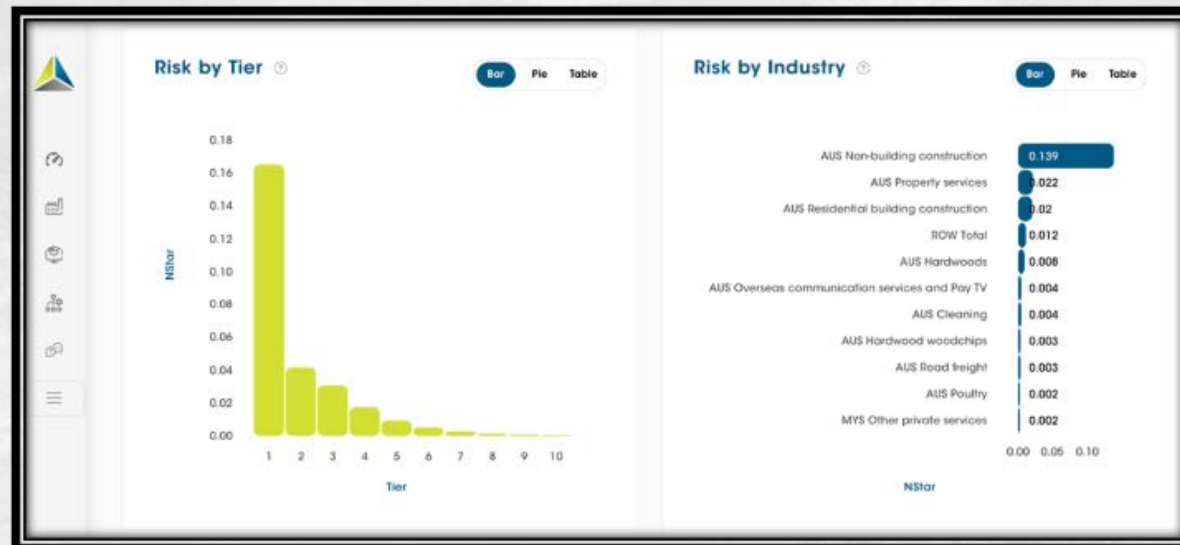 Risk by Tier ?
Bar Pie Table
NStar
0.18
0.16
0.14
0.12
0.10
0.08
0.06
0.04
0.02
0.00
1 2 3 4 5 6 7 8 9 10
Tier
Risk by Industry ?
Bar Pie Table
AUS Non-building construction 0.139
AUS Property services 0.022
AUS Residential building construction 0.02
ROW Total 0.012
AUS Hardwoods 0.008
AUS Overseas communication services and Pay TV 0.004
AUS Cleaning 0.004
AUS Hardwood woodchips 0.003
AUS Road freight 0.003
AUS Poultry 0.002
MYS Other private services 0.002
0.00 0.05 0.10
NStar